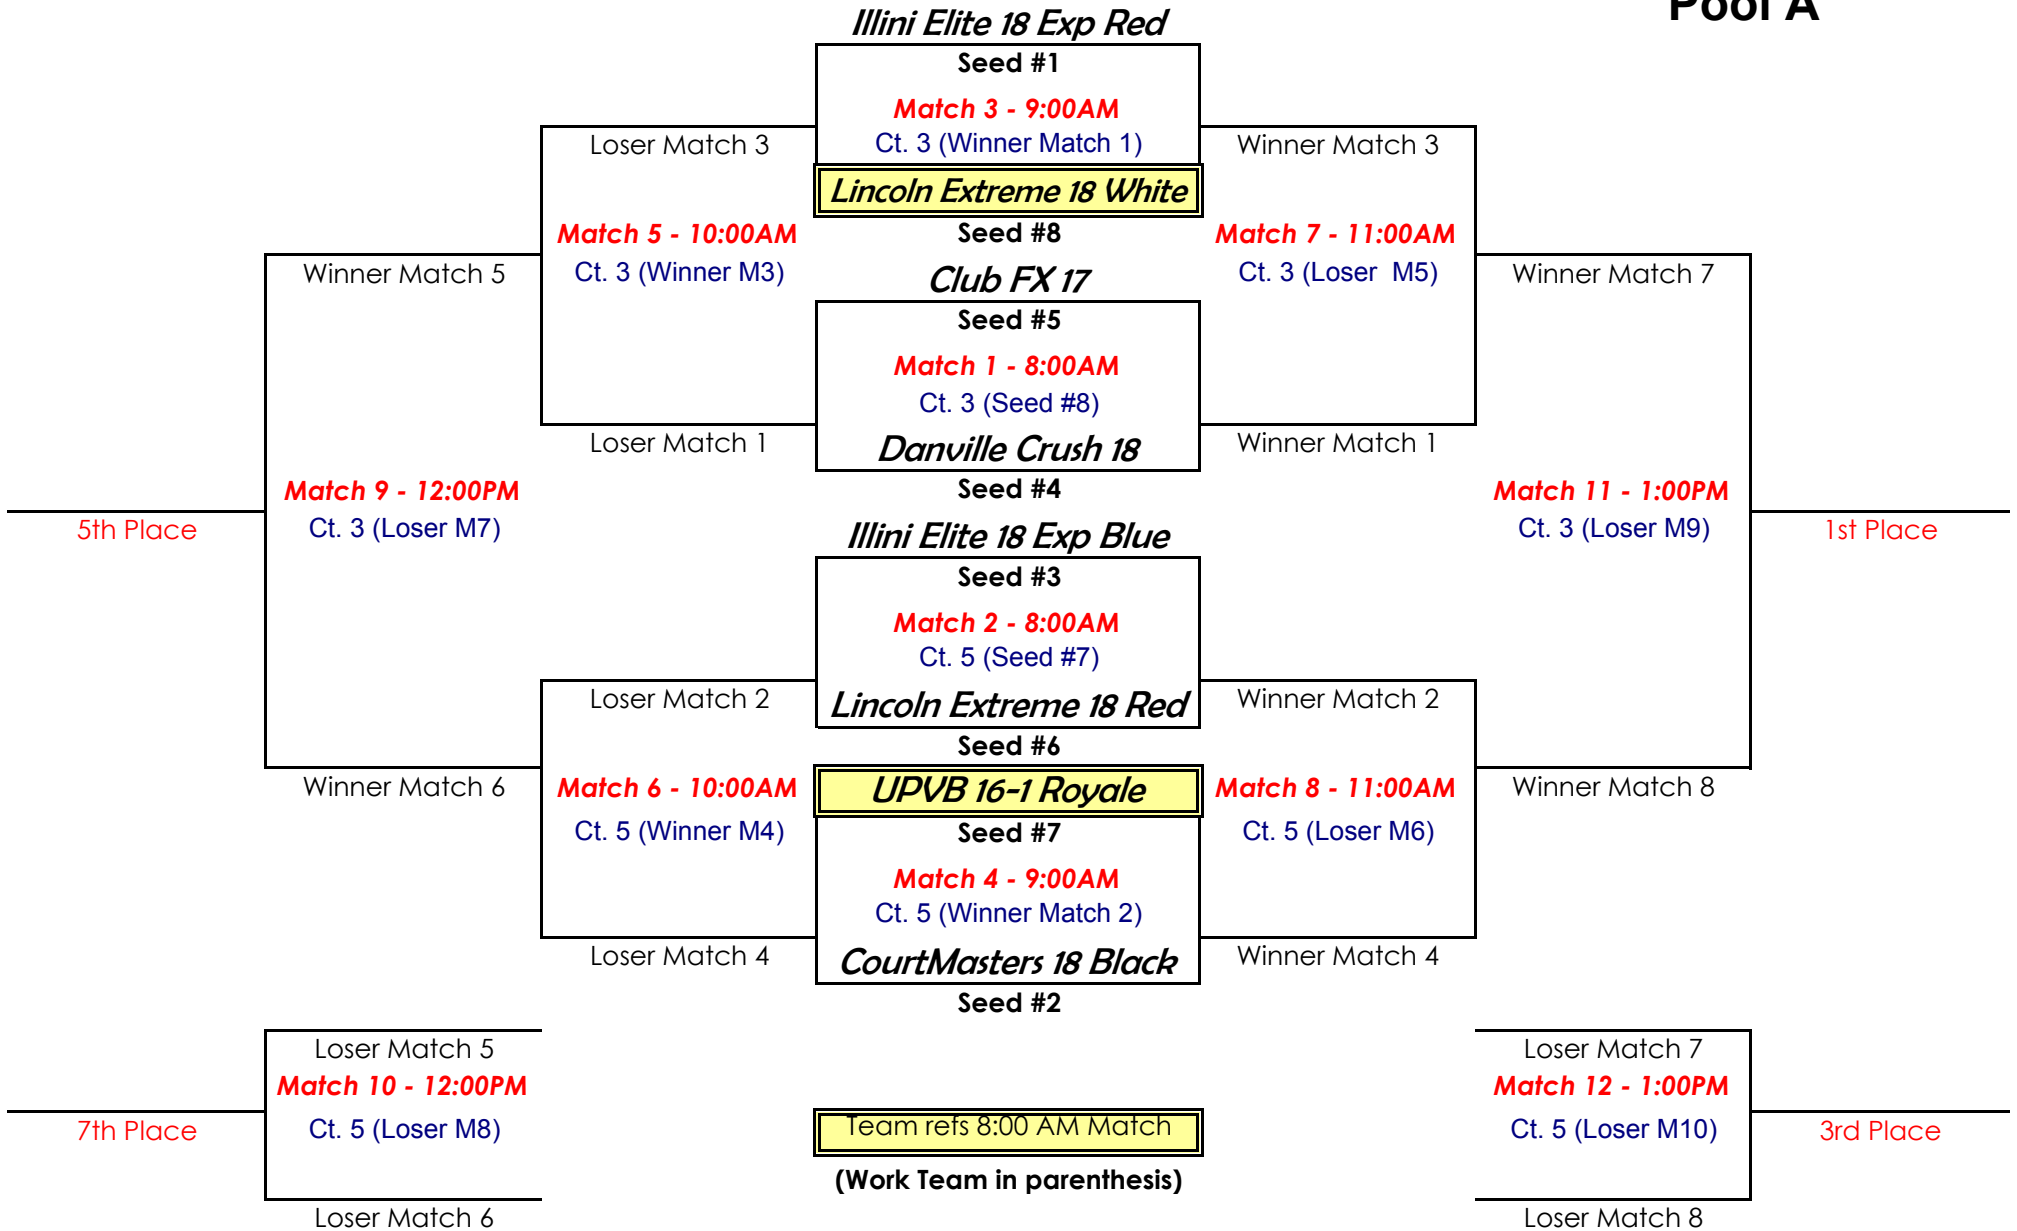 Pool A
Illini Elite 18 Exp Red
Seed #1
Match 3 - 9:00AM
Loser Match 3
Ct. 3 (Winner Match 1)
Winner Match 3
Lincoln Extreme 18 White
Match 5 - 10:00AM
Seed #8
Match 7 - 11:00AM
Winner Match 5
Ct. 3 (Winner M3)
Club FX 17
Ct. 3 (Loser  M5)
Winner Match 7
Seed #5
Match 1 - 8:00AM
Ct. 3 (Seed #8)
Loser Match 1
Danville Crush 18
Winner Match 1
Match 9 - 12:00PM
Seed #4
Match 11 - 1:00PM
5th Place
Ct. 3 (Loser M7)
Illini Elite 18 Exp Blue
Ct. 3 (Loser M9)
1st Place
Seed #3
Match 2 - 8:00AM
Ct. 5 (Seed #7)
Loser Match 2
Lincoln Extreme 18 Red
Winner Match 2
Seed #6
Winner Match 6
Match 6 - 10:00AM
UPVB 16-1 Royale
Match 8 - 11:00AM
Winner Match 8
Ct. 5 (Winner M4)
Seed #7
Ct. 5 (Loser M6)
Match 4 - 9:00AM
Ct. 5 (Winner Match 2)
Loser Match 4
CourtMasters 18 Black
Winner Match 4
Seed #2
Loser Match 5
Loser Match 7
Match 10 - 12:00PM
Match 12 - 1:00PM
7th Place
Ct. 5 (Loser M8)
Team refs 8:00 AM Match
Ct. 5 (Loser M10)
3rd Place
(Work Team in parenthesis)
Loser Match 6
Loser Match 8